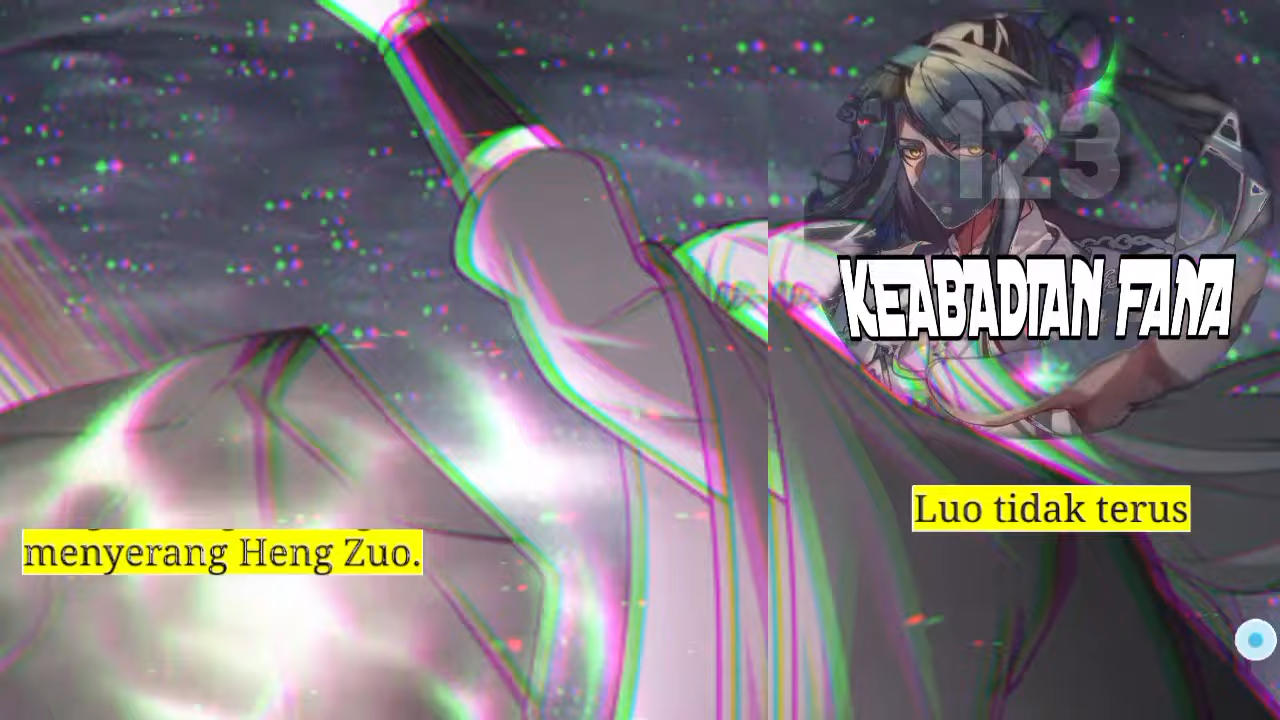 123
KEABADIAN FANA
Luo tidak terus
menyerang Heng Zuo.